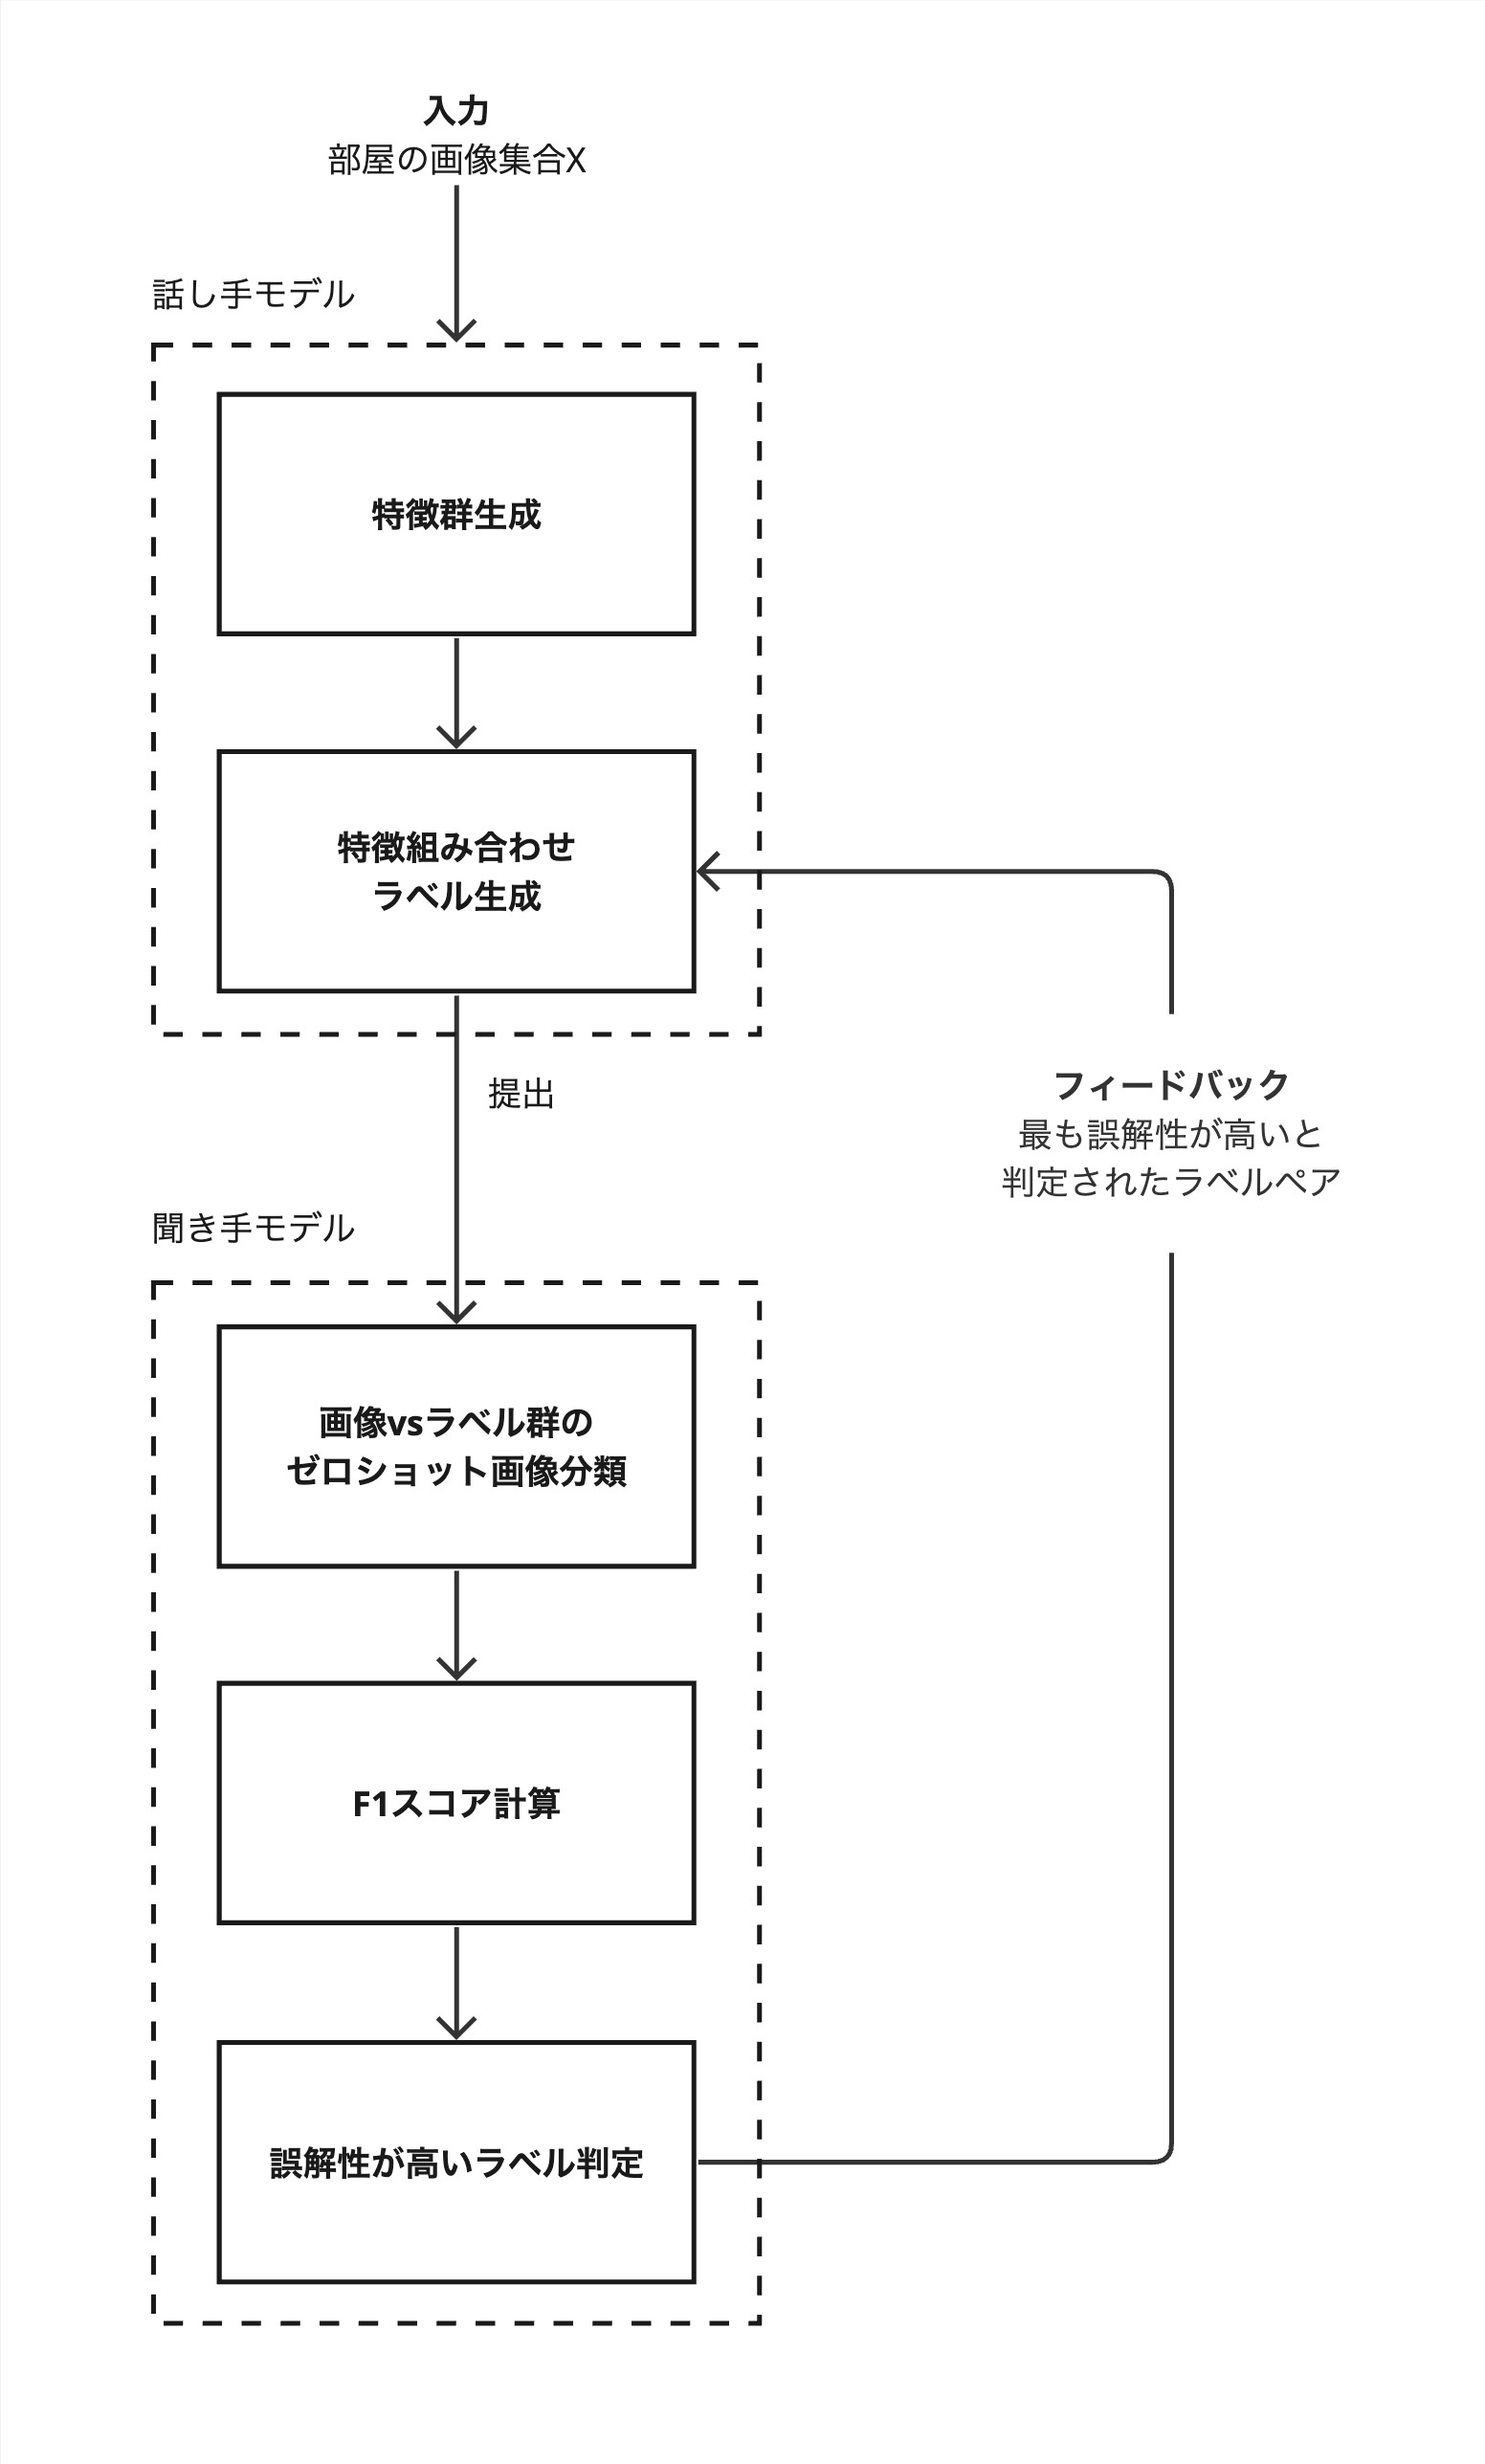 入力
部屋の画像集合X
話し手モデル
特徴群生成
特徴組み合わせ
ラベル生成
提出
フィードバック
最も誤解性が高いと
判定されたラベルペア
聞き手モデル
画像vsラベル群の
ゼロショット画像分類
F1スコア計算
誤解性が高いラベル判定